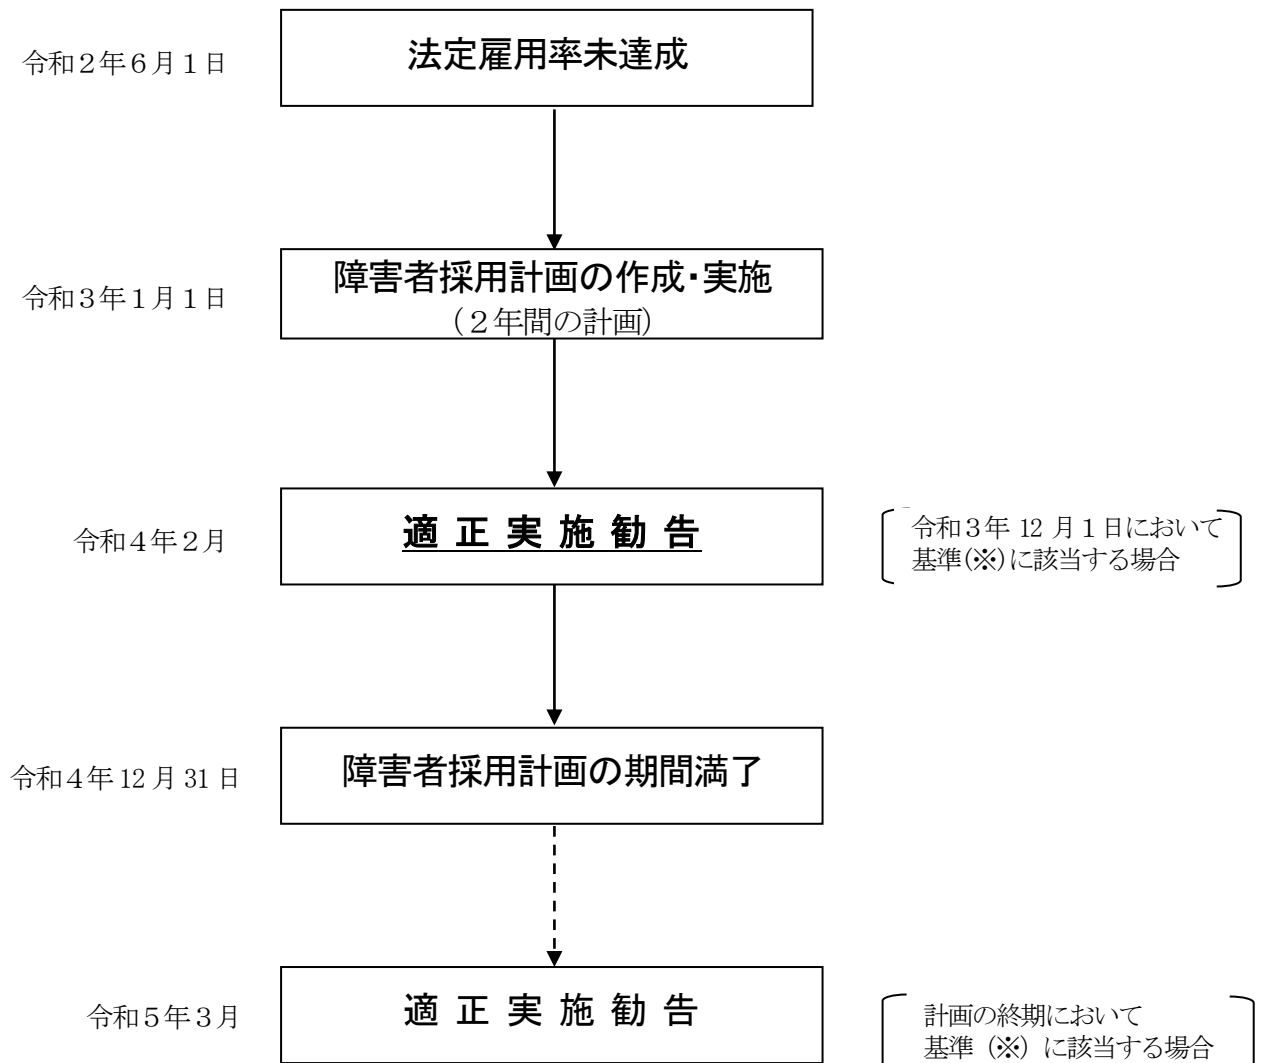 令和２年６月１日
法定雇用率未達成
令和３年１月１日
障害者採用計画の作成・実施
（２年間の計画）
令和４年２月
適 正 実 施 勧 告
令和３年 12 月１日において
基準（※）に該当する場合
令和４年 12 月 31 日
障害者採用計画の期間満了
令和５年３月
適 正 実 施 勧 告
計画の終期において
基準（※）に該当する場合